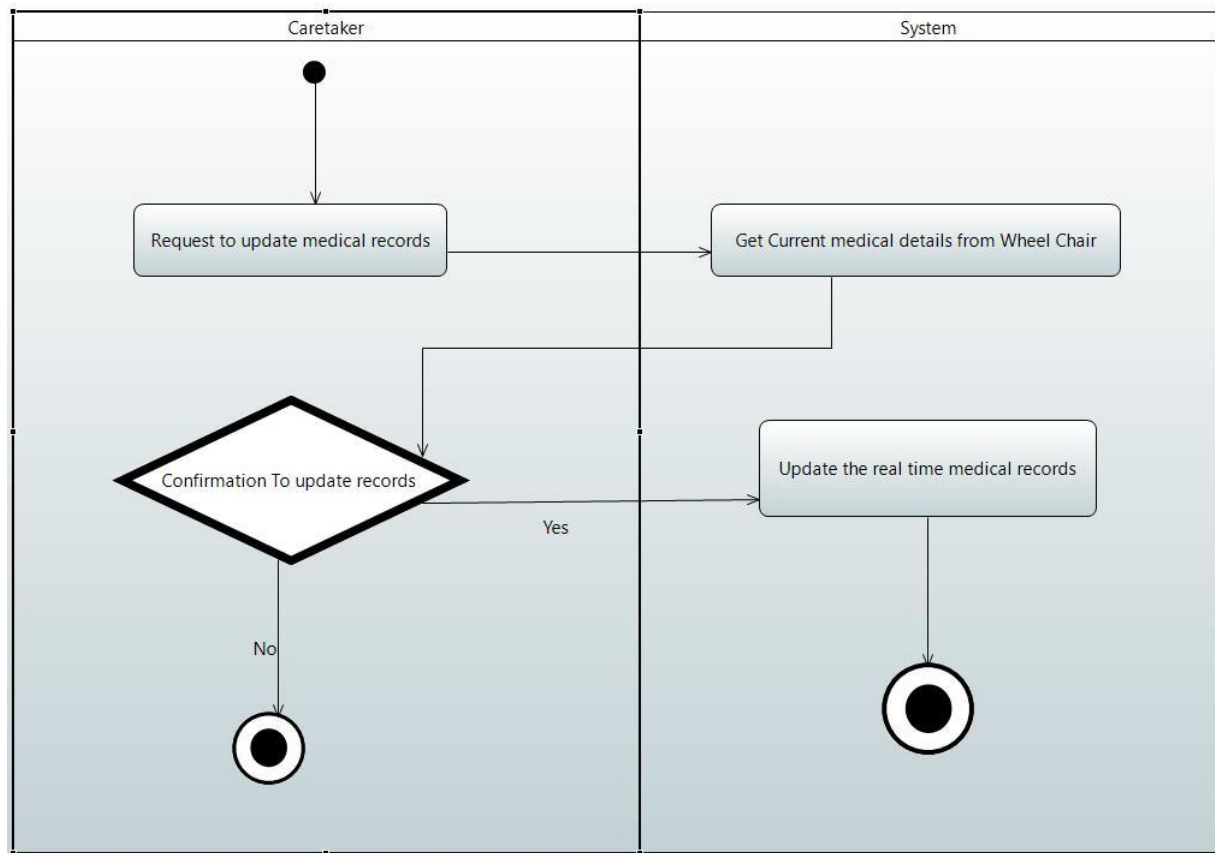 Caretaker
System
Request to update medical records
Get Current medical details from Wheel Chair
Confirmation To update records
Update the real time medical records
Yes
No